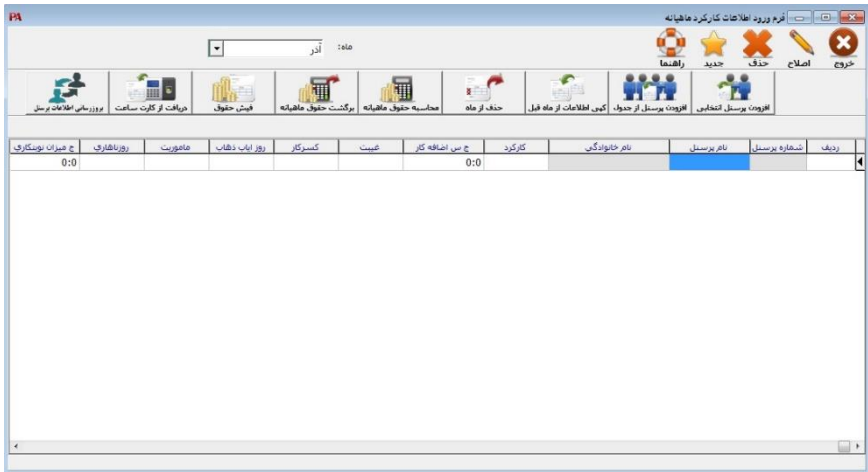 فرم ورود اطلاعات کارکرد ماهیانه
PA
خروج
اصلاح
حذف
جدید
راهنما
ماه:
آذر
افزودن پرسنل انتخابی
افزودن پرسنل از جدول
کپی اطلاعات از ماه قبل
حذف از ماه
محاسبه حقوق ماهیانه
برگشت حقوق ماهیانه
فیش حقوق
دریافت از کارت ساعت
بروزرسانی اطلاعات پرسنل
ردیف
شماره پرسنل
نام پرسنل
نام خانوادگی
کارکرد
ج س اضافه کار
غیبت
کسرکار
روز ایاب ذهاب
ماموریت
روزناهاری
ج میزان نوبتکاری
0:0
0:0